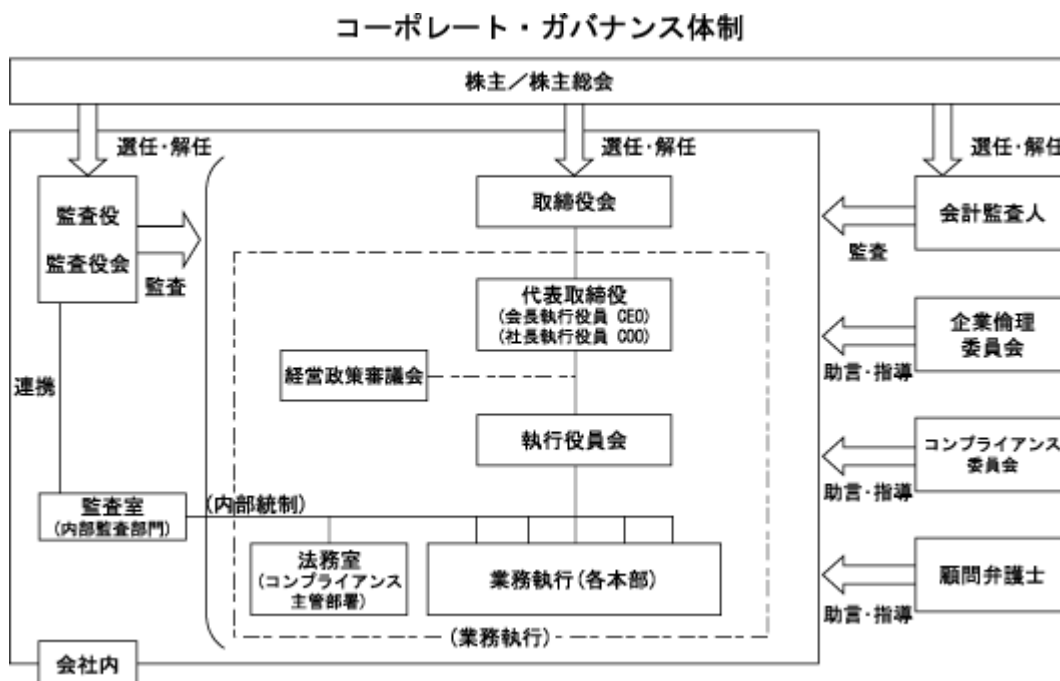 コーポレート・ガバナンス体制
株主／株主総会
選任・解任
選任・解任
選任・解任
監査役
監査役会
監査
取締役会
会計監査人
監査
代表取締役
(会長執行役員 CEO)
(社長執行役員 COO)
企業倫理
委員会
助言・指導
経営政策審議会
連携
執行役員会
コンプライアンス
委員会
助言・指導
監査室
(内部監査部門)
(内部統制)
法務室
(コンプライアンス
主管部署)
業務執行(各本部)
顧問弁護士
助言・指導
(業務執行)
会社内